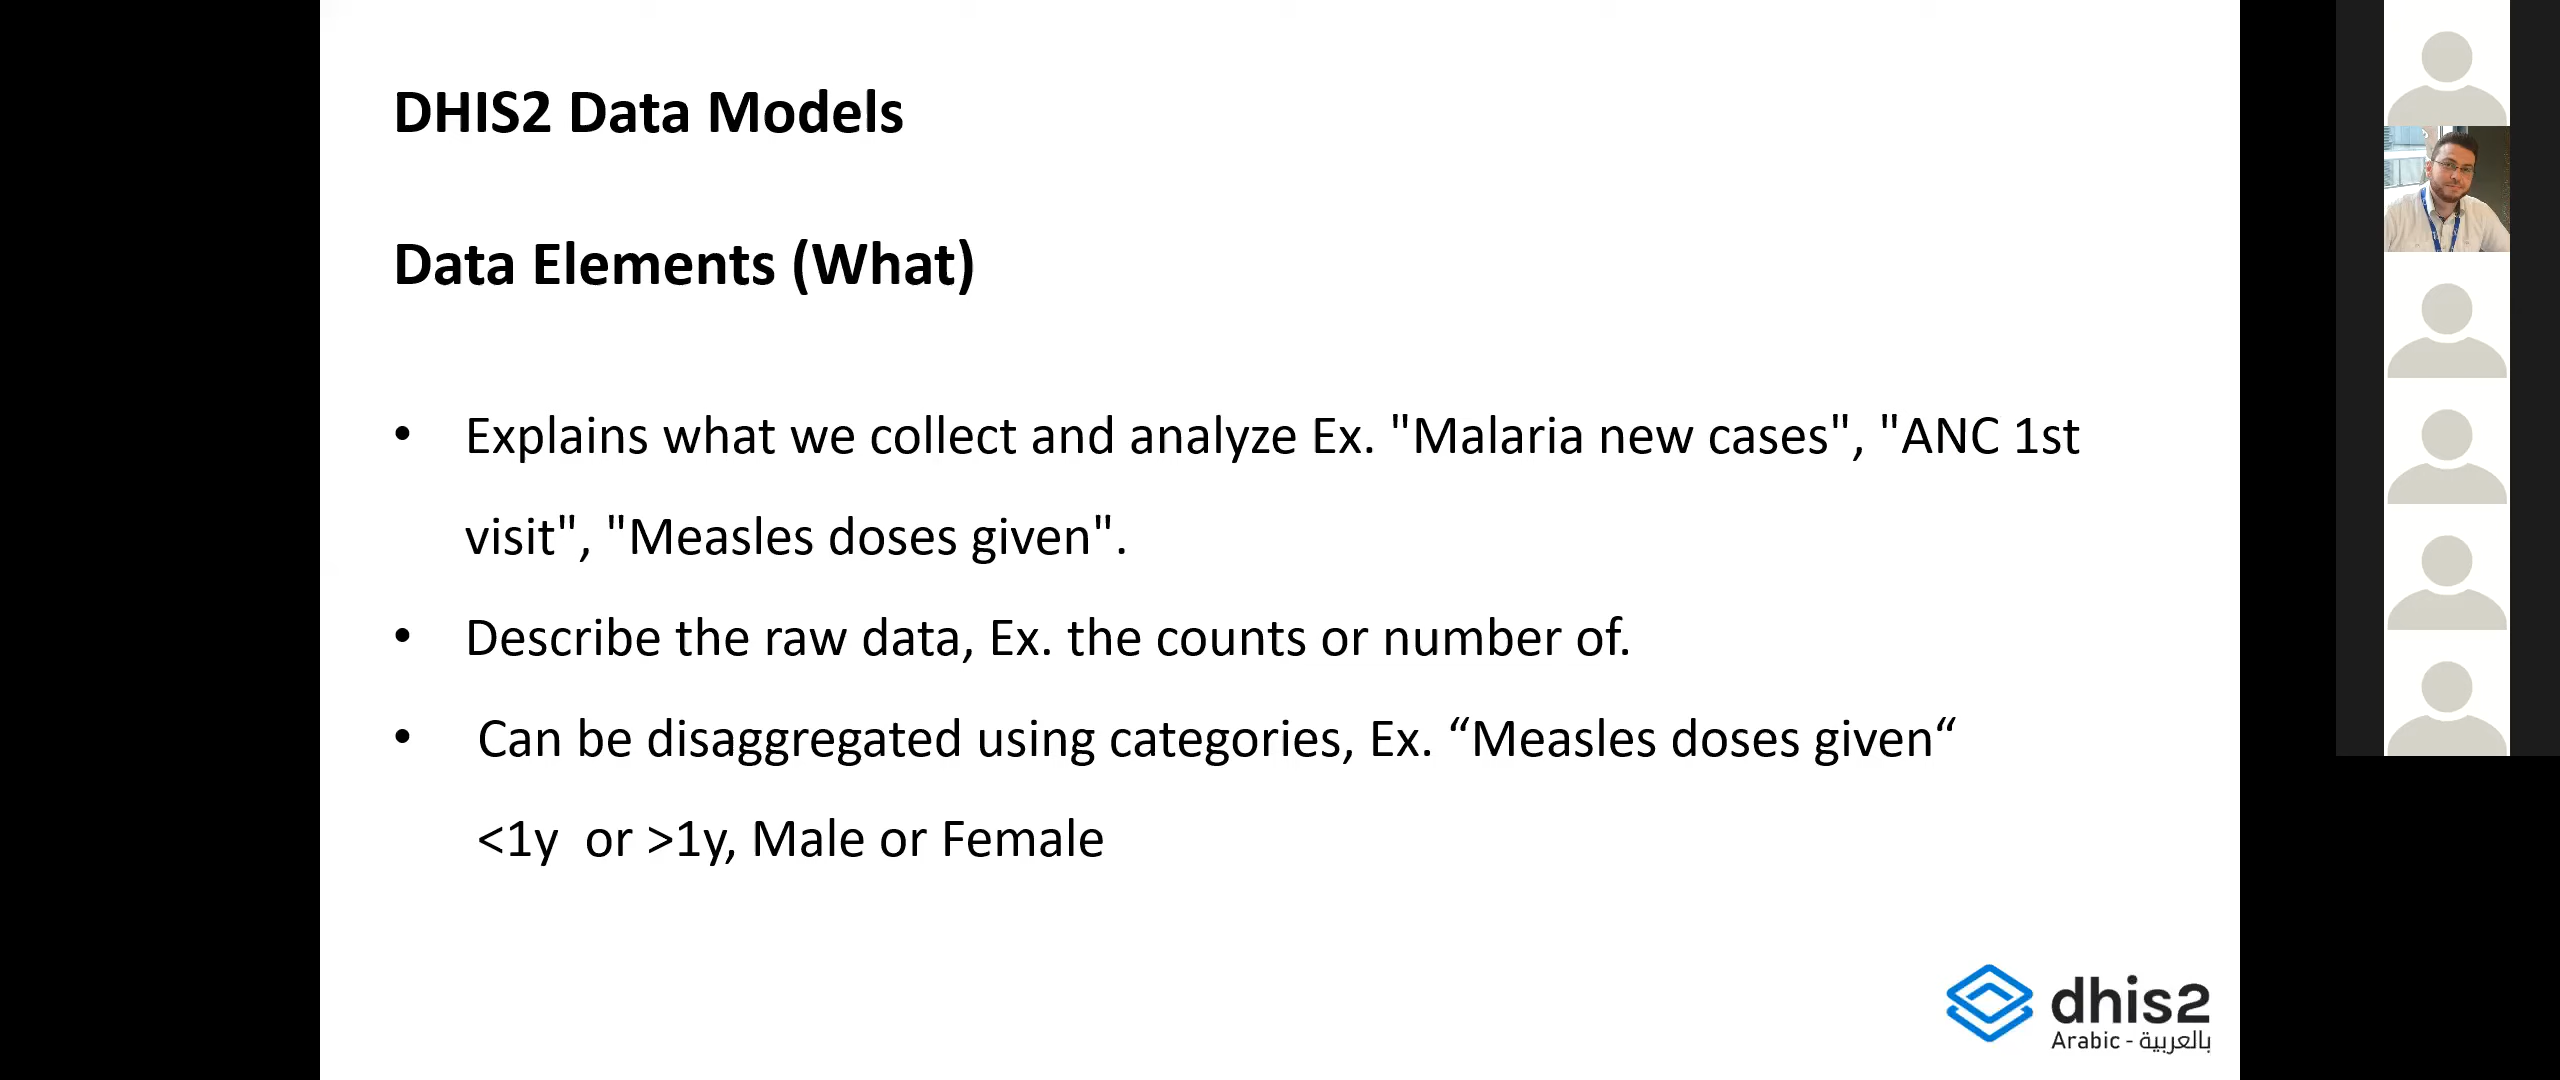 DHIS2 Data Models
Data Elements (What)
• Explains what we collect and analyze Ex. "Malaria new cases", "ANC 1st
visit", "Measles doses given".
• Describe the raw data, Ex. the counts or number of.
• Can be disaggregated using categories, Ex. “Measles doses given“
<1y or >1y, Male or Female
dhis2
Arabic - بالعربية